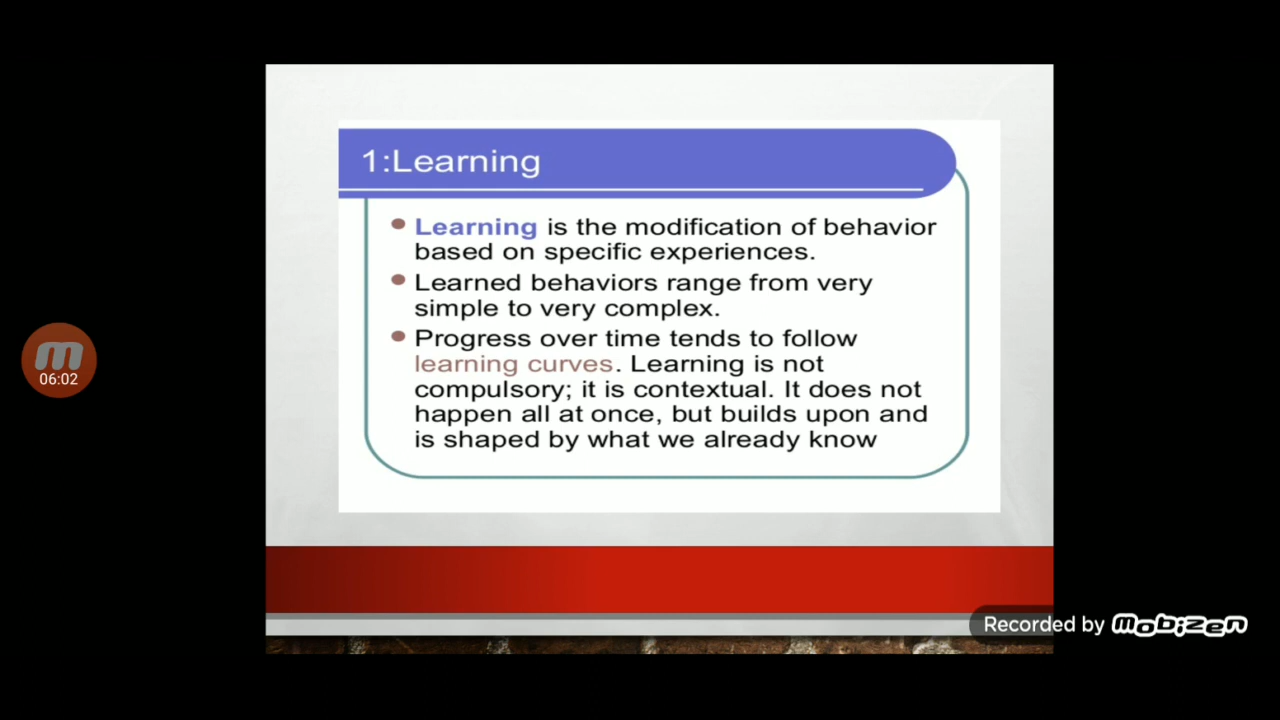 1:Learning
Learning is the modification of behavior
based on specific experiences.
Learned behaviors range from very
simple to very complex.
Progress over time tends to follow
learning curves. Learning is not
compulsory; it is contextual. It does not
happen all at once, but builds upon and
is shaped by what we already know
06:02
Recorded by mobizen